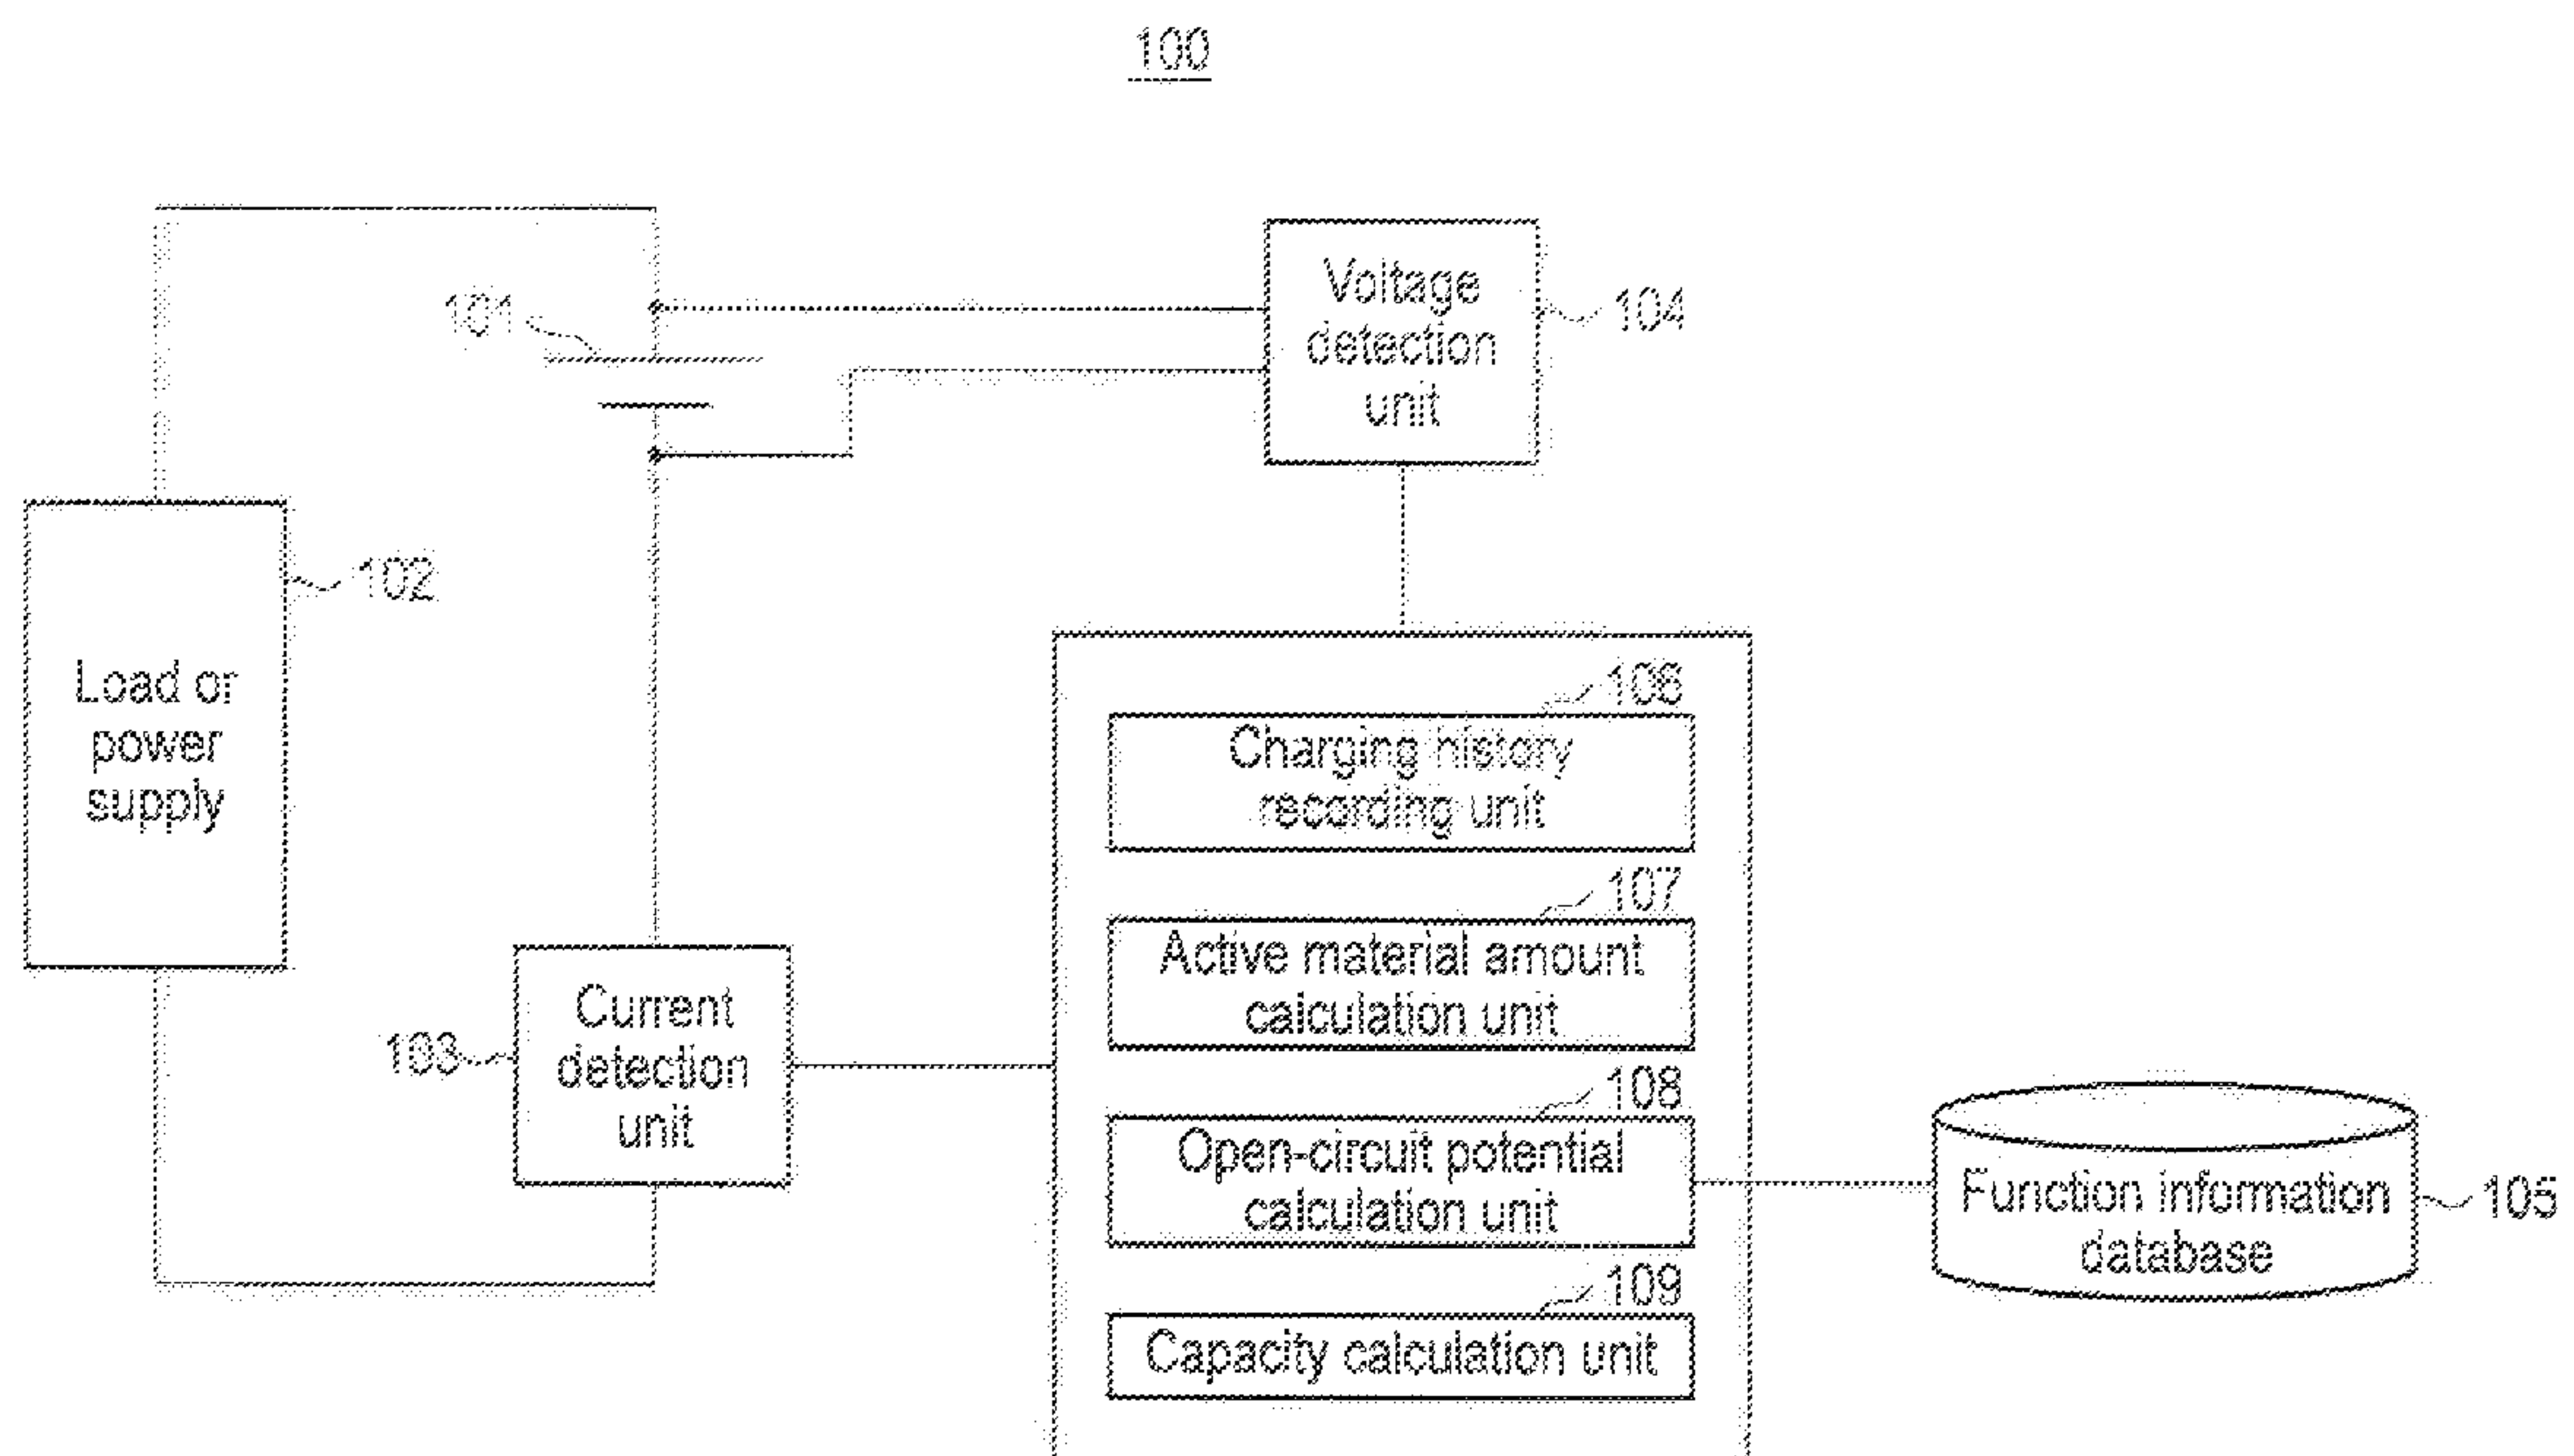 100
101
Voltage
detection
unit
104
102
Load or
power
supply
106
Charging history
recording unit
107
Active material amount
calculation unit
103
Current
detection
unit
108
Open-circuit potential
calculation unit
Function information
database
105
109
Capacity calculation unit